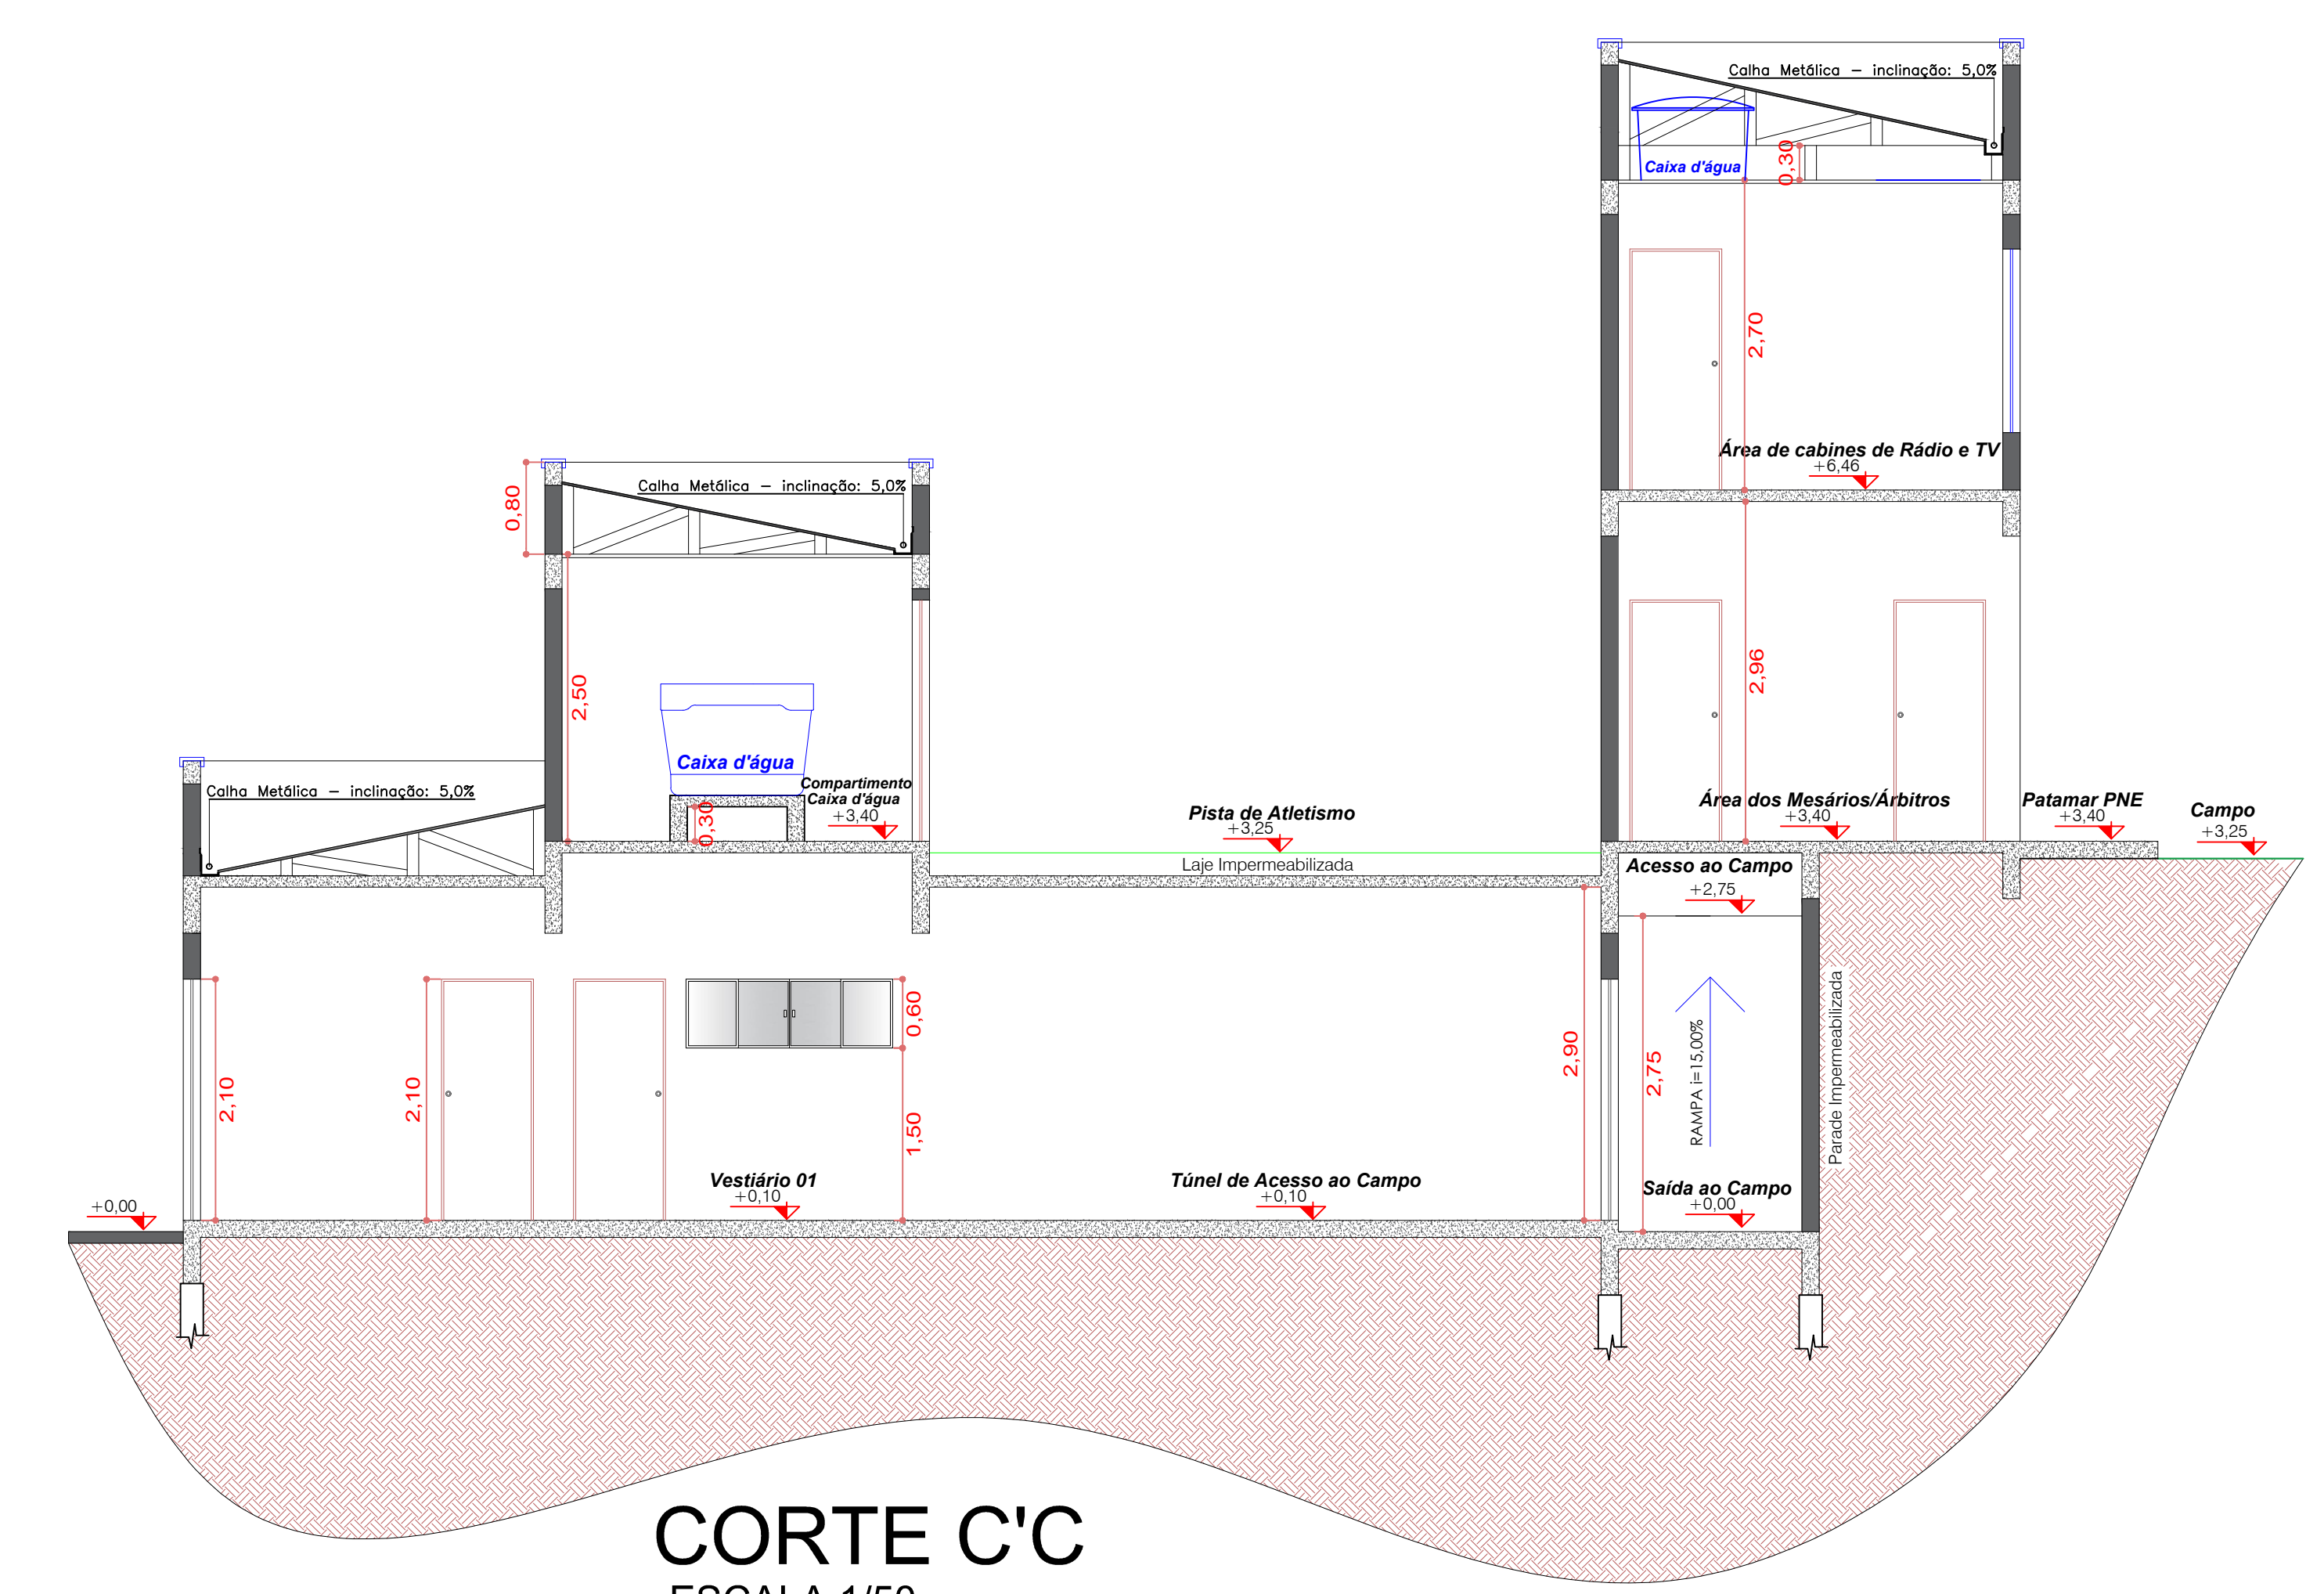 Calha Metálica – inclinação: 5,0%
Caixa d'água
0,30
2,70
Área de cabines de Rádio e TV
+6,46
Calha Metálica – inclinação: 5,0%
0,80
2,50
2,96
Caixa d'água
Compartimento
Caixa d'água
+3,40
0,30
Calha Metálica – inclinação: 5,0%
Pista de Atletismo
+3,25
Laje Impermeabilizada
Área dos Mesários/Árbitros
+3,40
Patamar PNE
+3,40
Campo
+3,25
Acesso ao Campo
+2,75
2,10
2,10
0,60
1,50
2,90
2,75
RAMPA i=15,00%
Parade Impermeabilizada
Vestiário 01
+0,10
Túnel de Acesso ao Campo
+0,10
Saída ao Campo
+0,00
+0,00
CORTE C'C
ESCALA 1/50